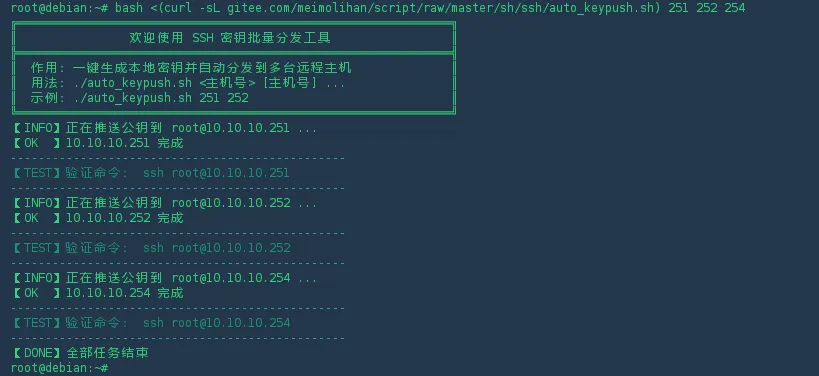 root@debian:~# bash <(curl -sL gitee.com/meimolihan/script/raw/master/sh/ssh/auto_keypush.sh) 251 252 254
欢迎使用 SSH 密钥批量分发工具
作用: 一键生成本地密钥并自动分发到多台远程主机
用法: ./auto_keypush.sh <主机号> [主机号] ...
示例: ./auto_keypush.sh 251 252
【INFO】正在推送公钥到 root@10.10.10.251 ...
【OK  】10.10.10.251 完成
------------------------------------------------
【TEST】验证命令:  ssh root@10.10.10.251
------------------------------------------------
【INFO】正在推送公钥到 root@10.10.10.252 ...
【OK  】10.10.10.252 完成
------------------------------------------------
【TEST】验证命令:  ssh root@10.10.10.252
------------------------------------------------
【INFO】正在推送公钥到 root@10.10.10.254 ...
【OK  】10.10.10.254 完成
------------------------------------------------
【TEST】验证命令:  ssh root@10.10.10.254
------------------------------------------------
【DONE】全部任务结束
root@debian:~#